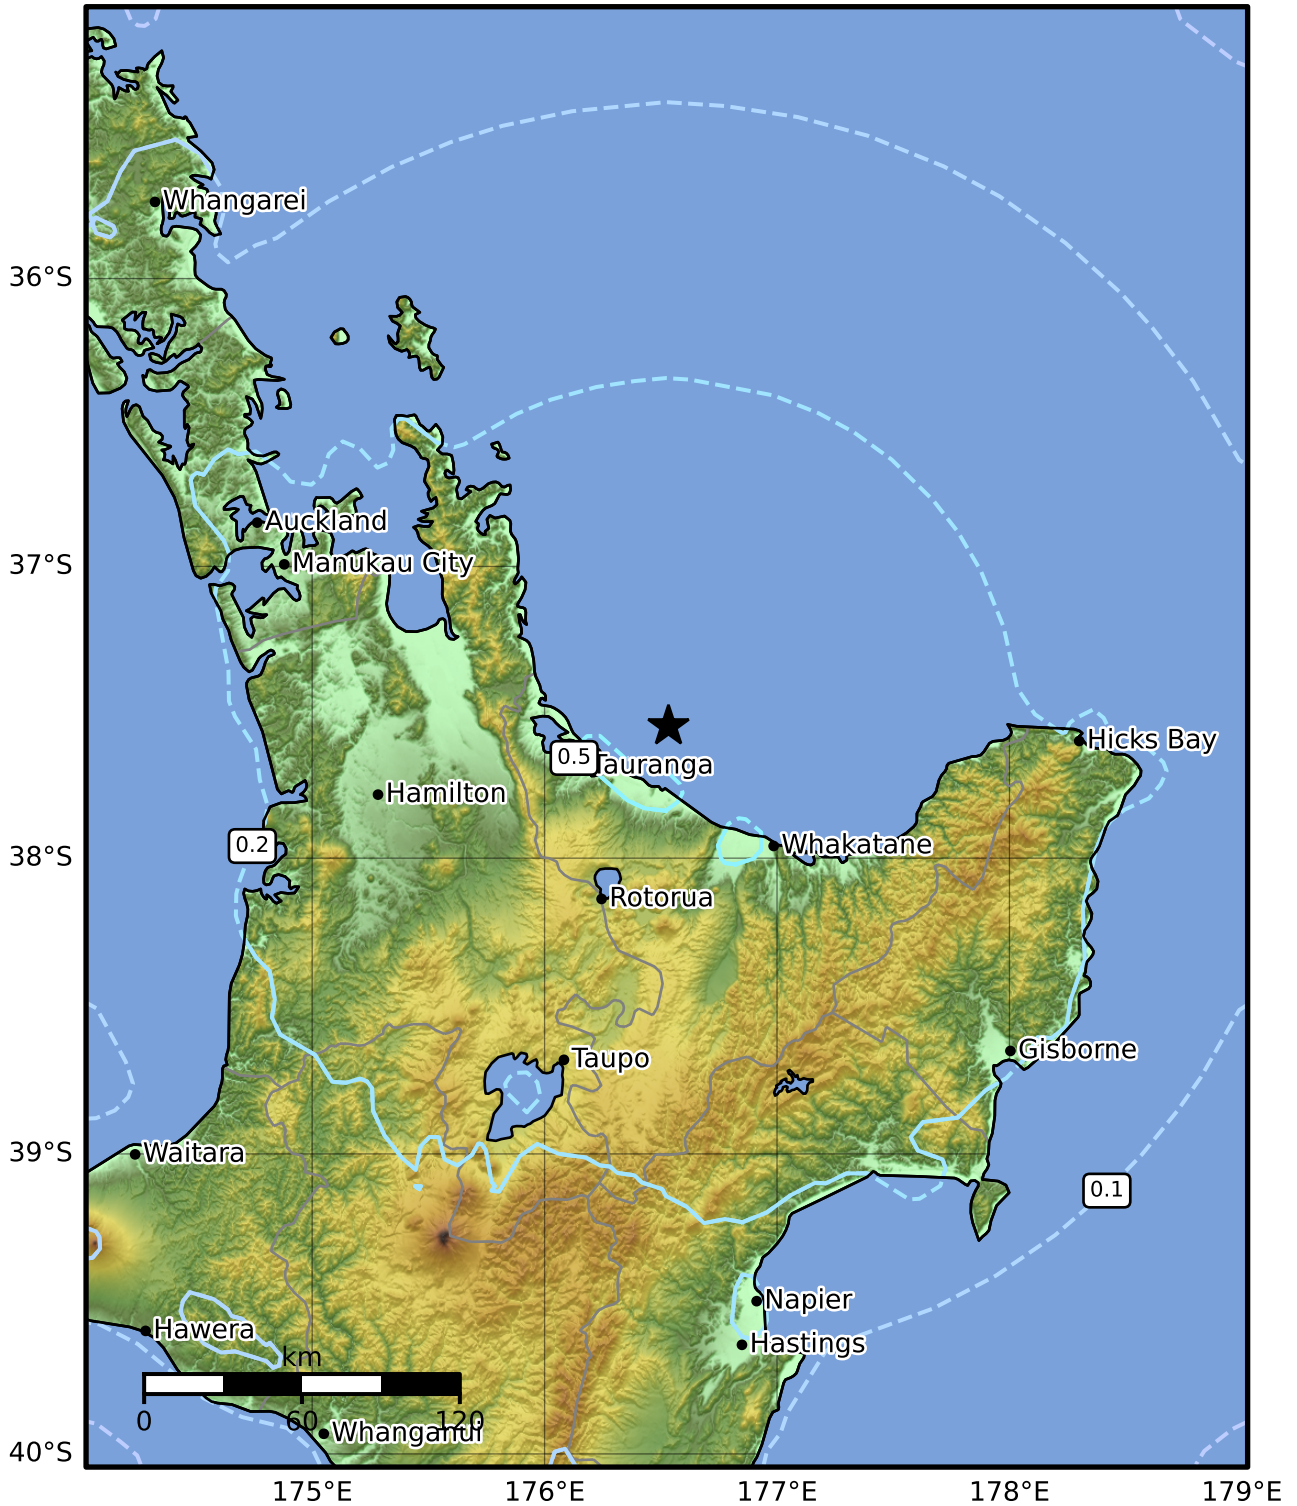 Whangarei
36°S
Auckland
37°S
Manukau City
Hicks Bay
0.5
Tauranga
Hamilton
0.2
Whakatane
38°S
Rotorua
Gisborne
Taupo
39°S
Waitara
0.1
Napier
Hawera
Hastings
km
0 60 120
Whanganui
40°S
175°E 176°E 177°E 178°E 179°E